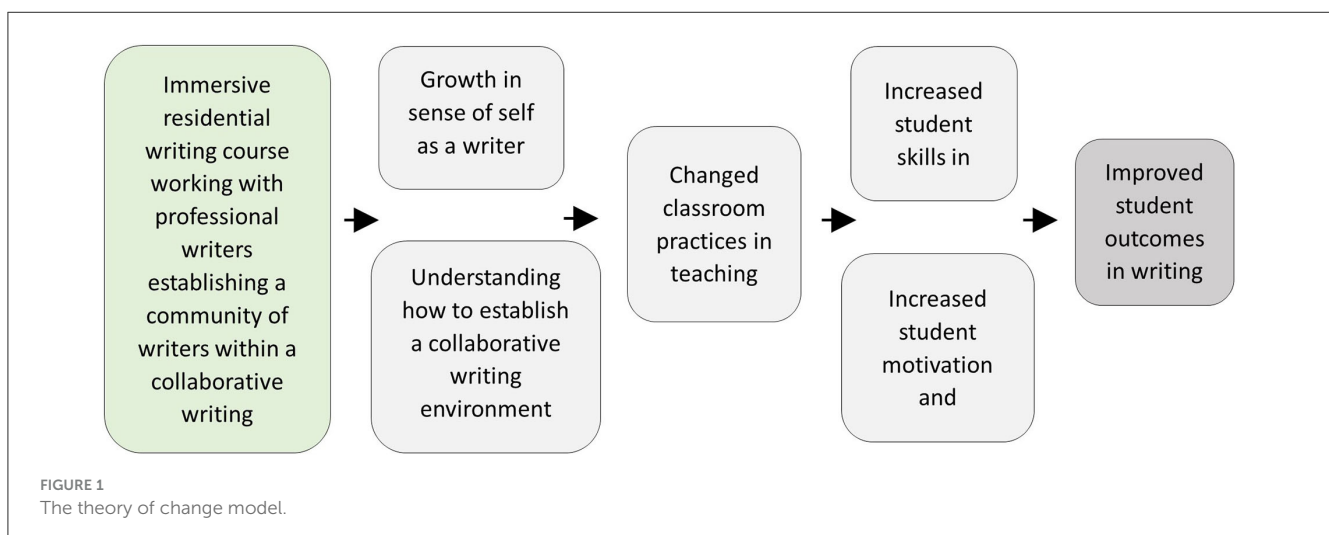 Immersive
residential
writing course
working with
professional
writers
establishing a
community of
writers within a
collaborative
writing
Growth in
sense of self
as a writer
Understanding
how to establish
a collaborative
writing
environment
Changed
classroom
practices in
teaching
Increased
student
skills in
Increased
student
motivation
and
Improved
student
outcomes
in writing
FIGURE 1
The theory of change model.